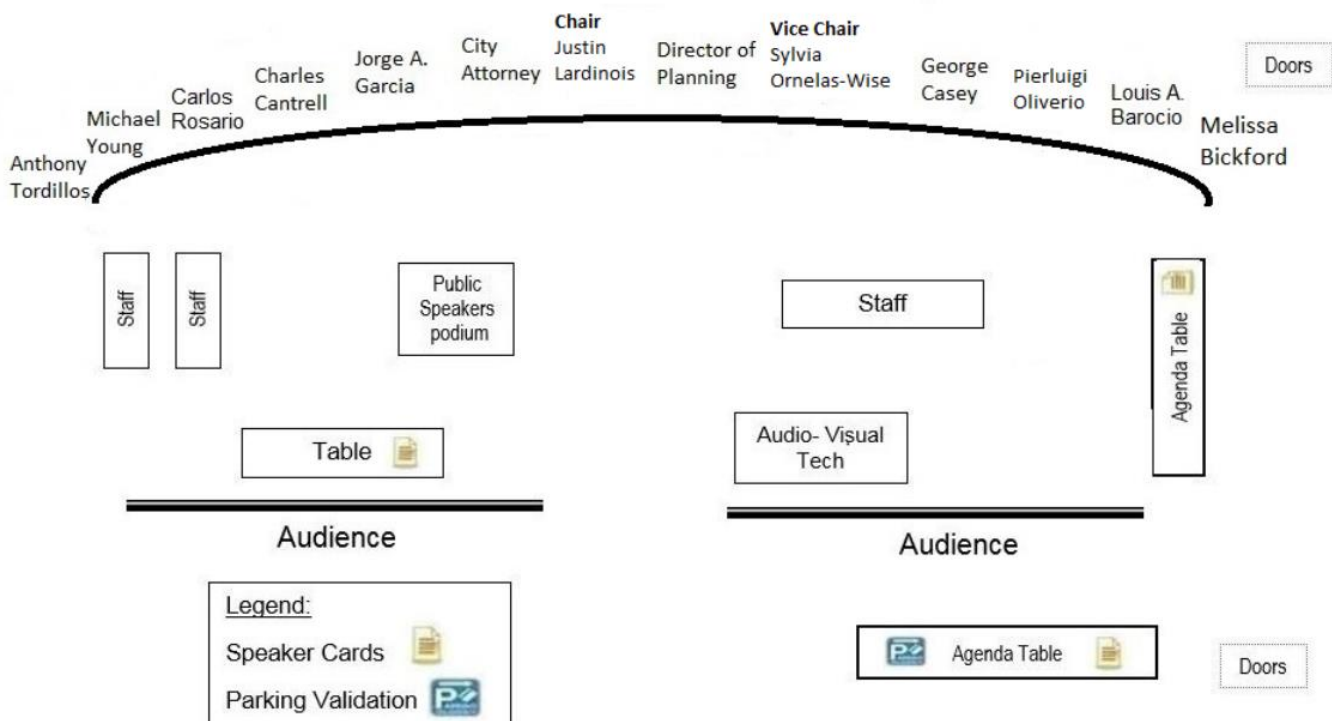 Anthony
Tordillos
Michael
Young
Carlos
Rosario
Charles
Cantrell
Jorge A.
Garcia
City
Attorney
Chair
Justin
Lardinois
Director of
Planning
Vice Chair
Sylvia
Ornelas-Wise
George
Casey
Pierluigi
Oliverio
Louis A.
Barocio
Melissa
Bickford
Doors
Staff
Staff
Public
Speakers
podium
Staff
Agenda Table
Table
Audio- Visual
Tech
Audience
Audience
Legend:
Speaker Cards
Parking Validation
Agenda Table
Doors